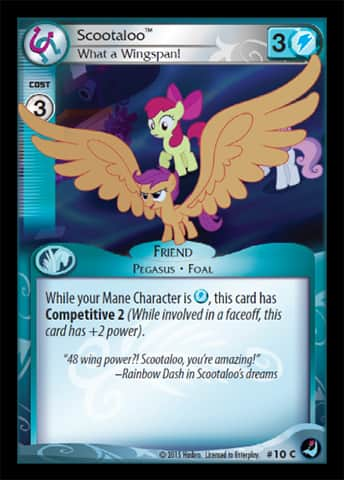 Scootaloo™
What a Wingspan!
3
COST
3
FRIEND
PEGASUS • FOAL
While your Mane Character is , this card has
Competitive 2 (While involved in a faceoff, this
card has +2 power).
"48 wing power?! Scootaloo, you're amazing!"
–Rainbow Dash in Scootaloo's dreams
© 2015 Hasbro. Licensed to Enterplay.
#10 C